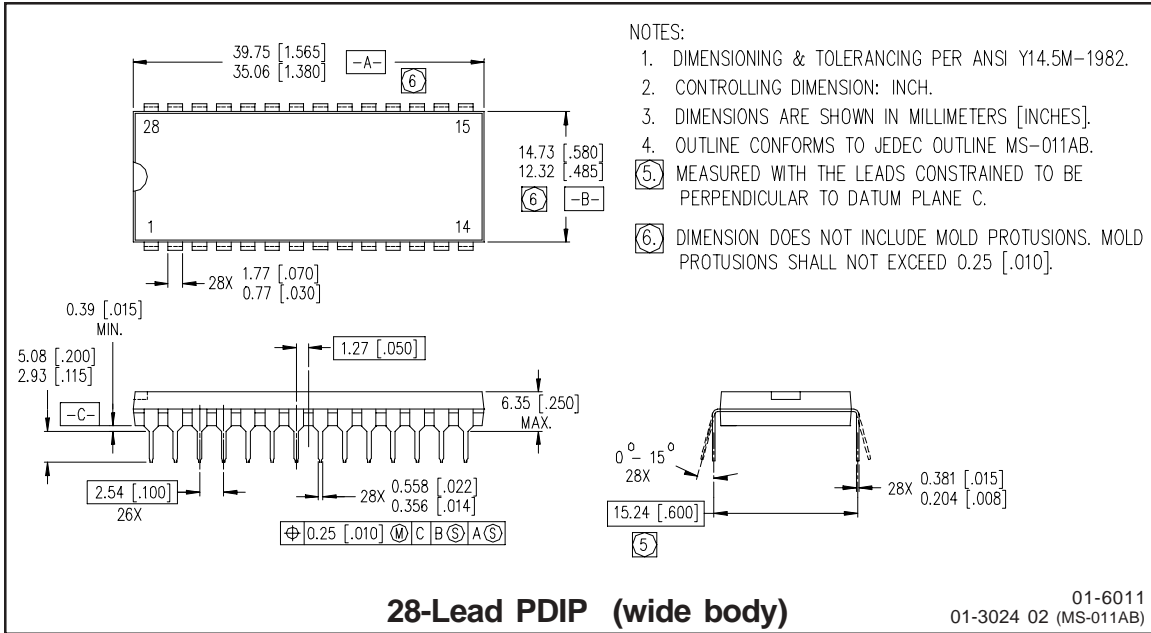 39.75 [1.565]
35.06 [1.380]
-A-
6
28
15
1
14
14.73 [.580]
12.32 [.485]
6
-B-
28X
1.77 [.070]
0.77 [.030]
NOTES:
1. DIMENSIONING & TOLERANCING PER ANSI Y14.5M-1982.
2. CONTROLLING DIMENSION: INCH.
3. DIMENSIONS ARE SHOWN IN MILLIMETERS [INCHES].
4. OUTLINE CONFORMS TO JEDEC OUTLINE MS-011AB.
5. MEASURED WITH THE LEADS CONSTRAINED TO BE
PERPENDICULAR TO DATUM PLANE C.
6. DIMENSION DOES NOT INCLUDE MOLD PROTUSIONS. MOLD
PROTUSIONS SHALL NOT EXCEED 0.25 [.010].
0.39 [.015]
MIN.
5.08 [.200]
2.93 [.115]
-C-
1.27 [.050]
6.35 [.250]
MAX.
2.54 [.100]
26X
28X
0.558 [.022]
0.356 [.014]
⌖ 0.25 [.010] Ⓜ C B Ⓢ A Ⓢ
0° - 15°
28X
15.24 [.600]
5
28X
0.381 [.015]
0.204 [.008]
28-Lead PDIP (wide body)
01-6011
01-3024 02 (MS-011AB)